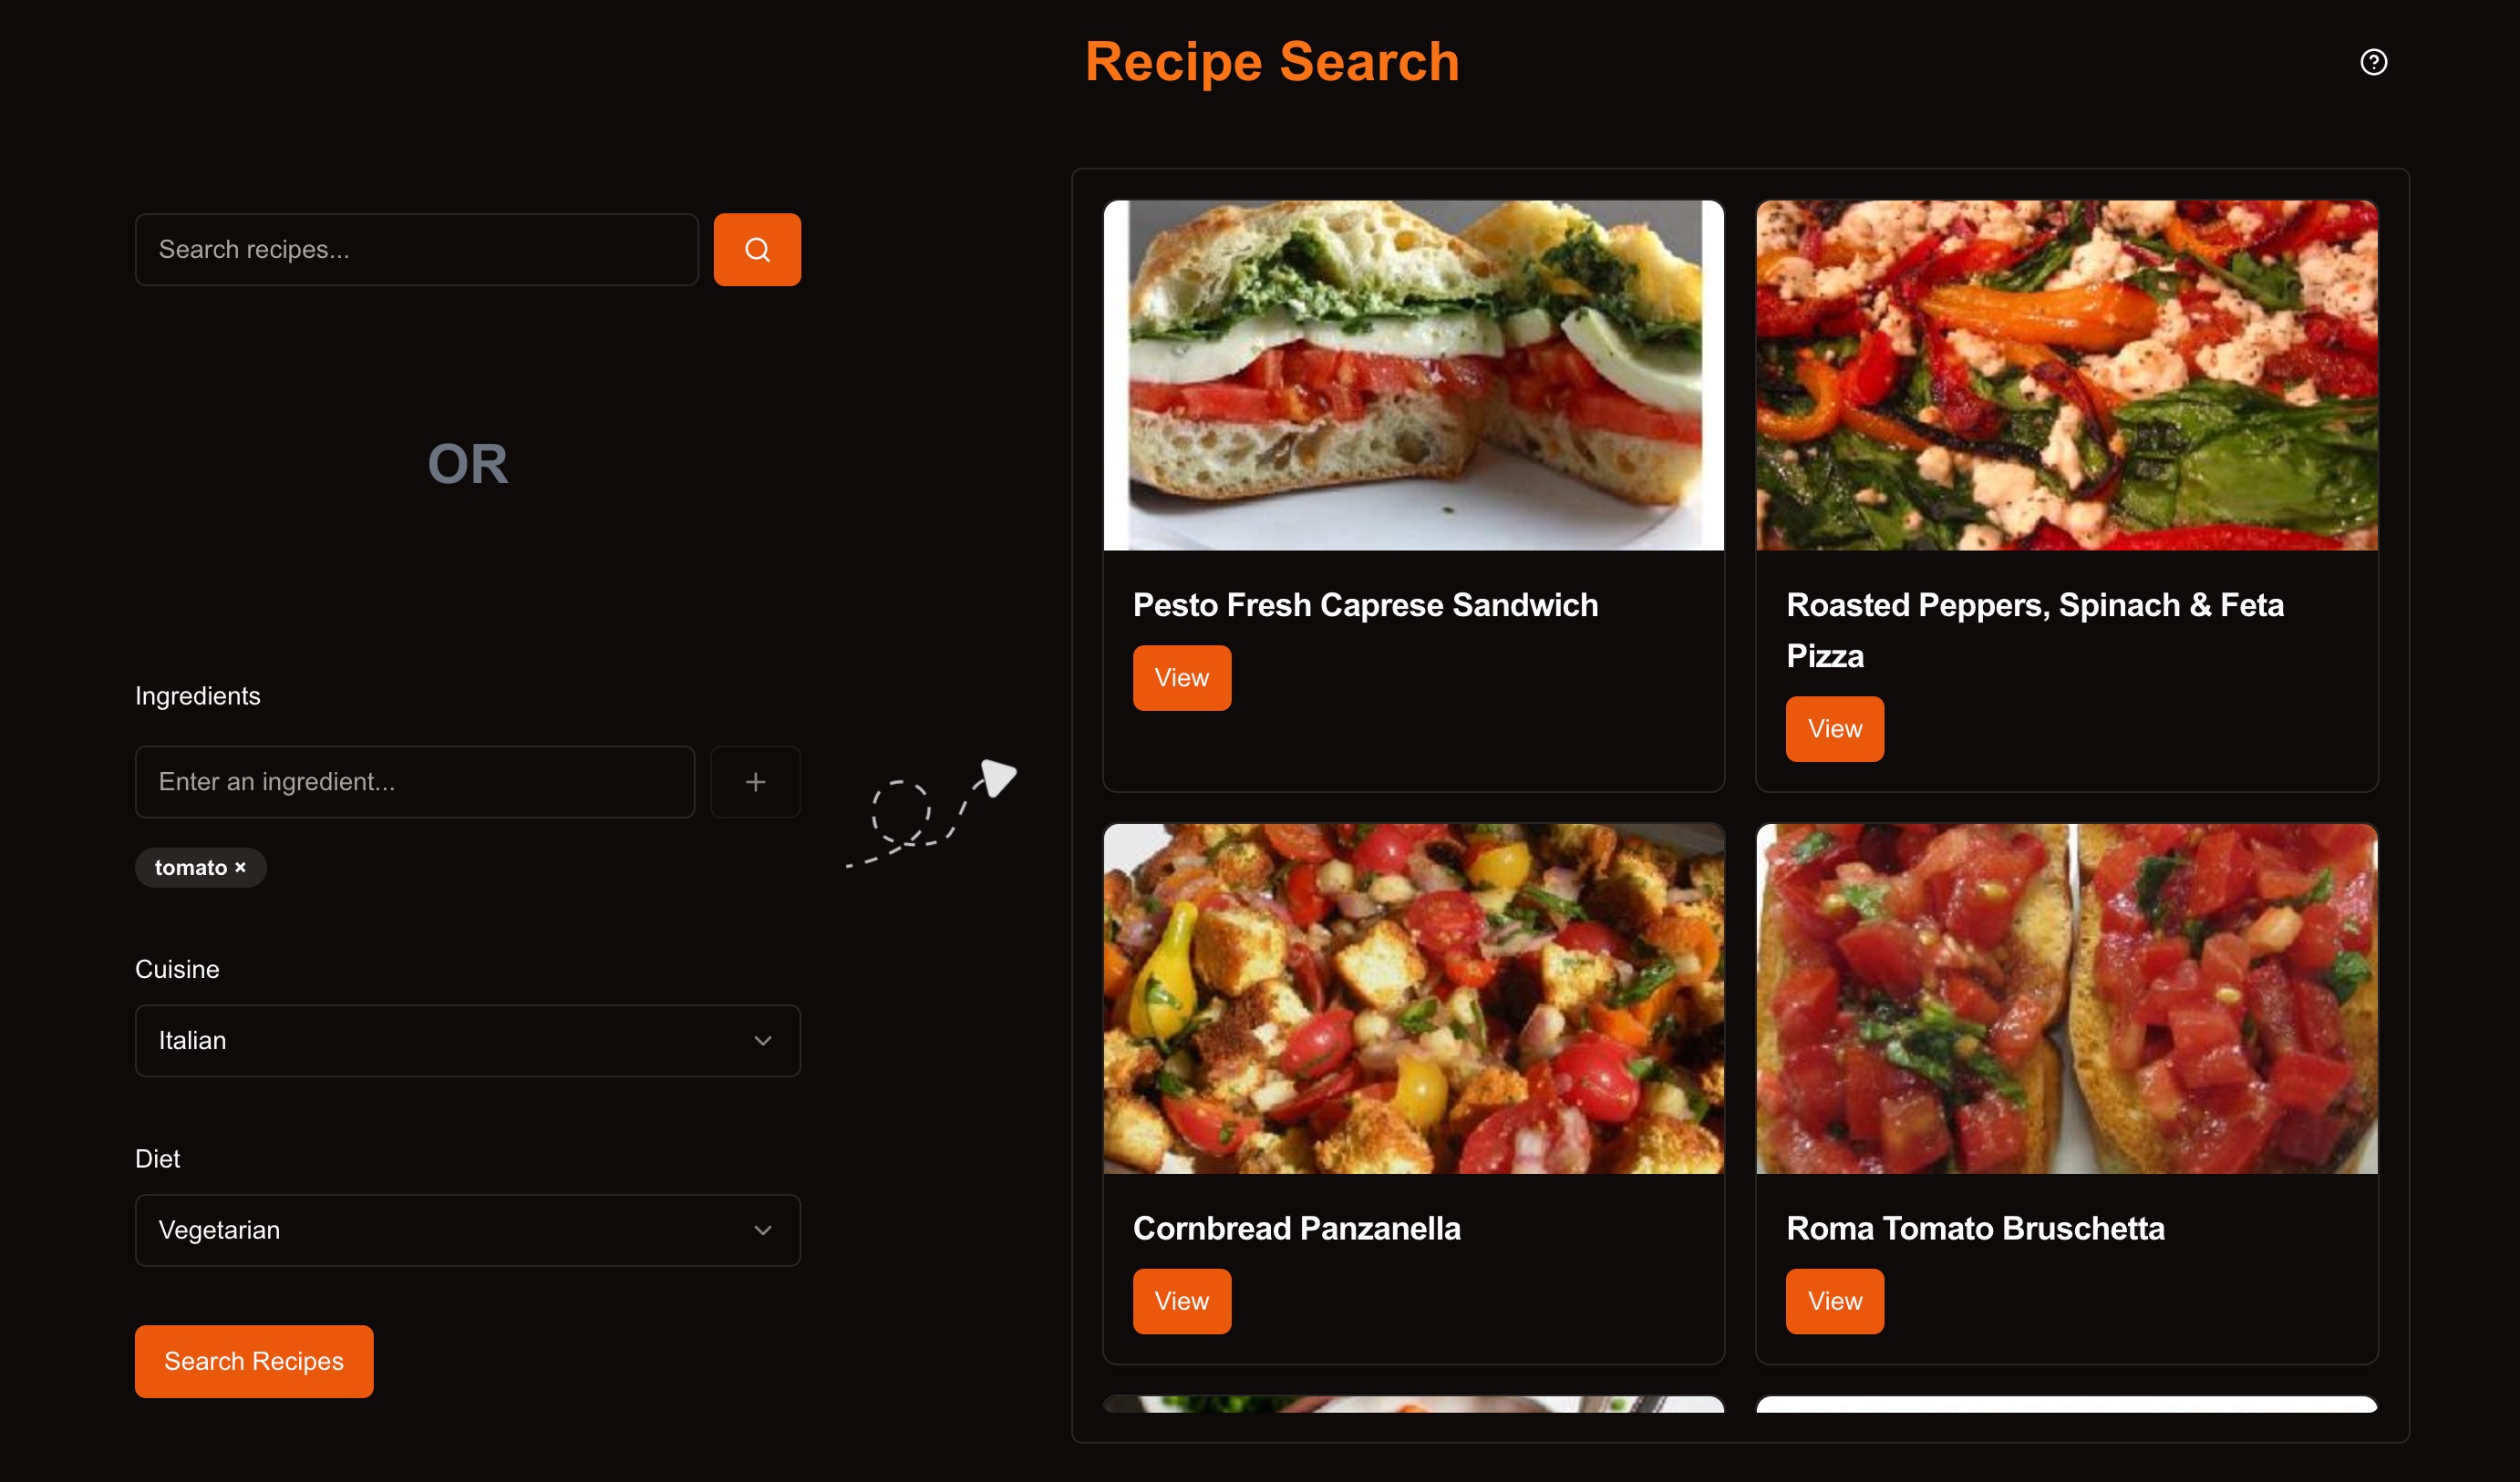 Recipe Search
Search recipes...
OR
Ingredients
Enter an ingredient...
tomato ×
Cuisine
Italian
Diet
Vegetarian
Search Recipes
Pesto Fresh Caprese Sandwich
View
Roasted Peppers, Spinach & Feta
Pizza
View
Cornbread Panzanella
View
Roma Tomato Bruschetta
View